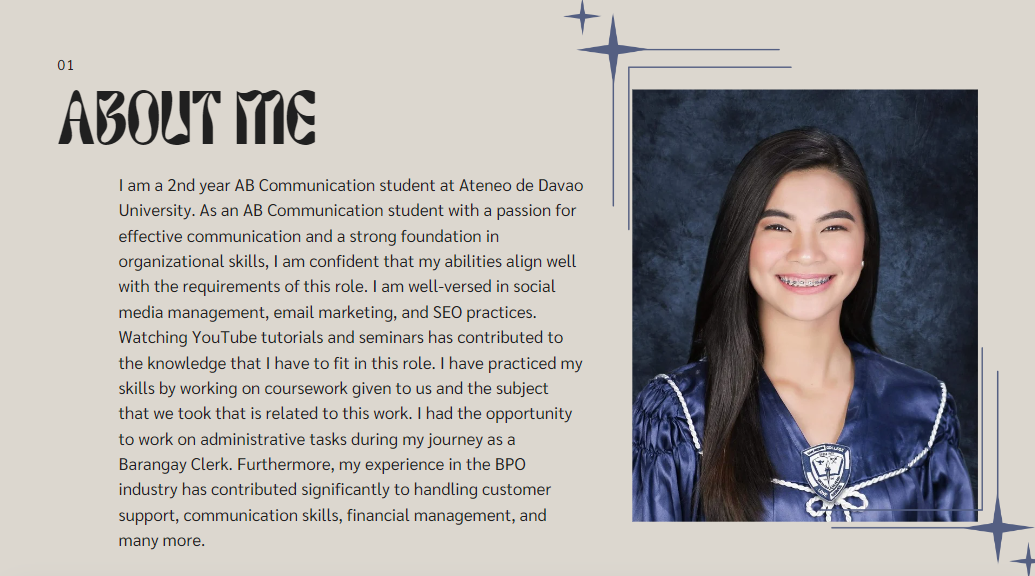 01
ABOUT ME
I am a 2nd year AB Communication student at Ateneo de Davao
University. As an AB Communication student with a passion for
effective communication and a strong foundation in
organizational skills, I am confident that my abilities align well
with the requirements of this role. I am well-versed in social
media management, email marketing, and SEO practices.
Watching YouTube tutorials and seminars has contributed to
the knowledge that I have to fit in this role. I have practiced my
skills by working on coursework given to us and the subject
that we took that is related to this work. I had the opportunity
to work on administrative tasks during my journey as a
Barangay Clerk. Furthermore, my experience in the BPO
industry has contributed significantly to handling customer
support, communication skills, financial management, and
many more.
COLLEGE